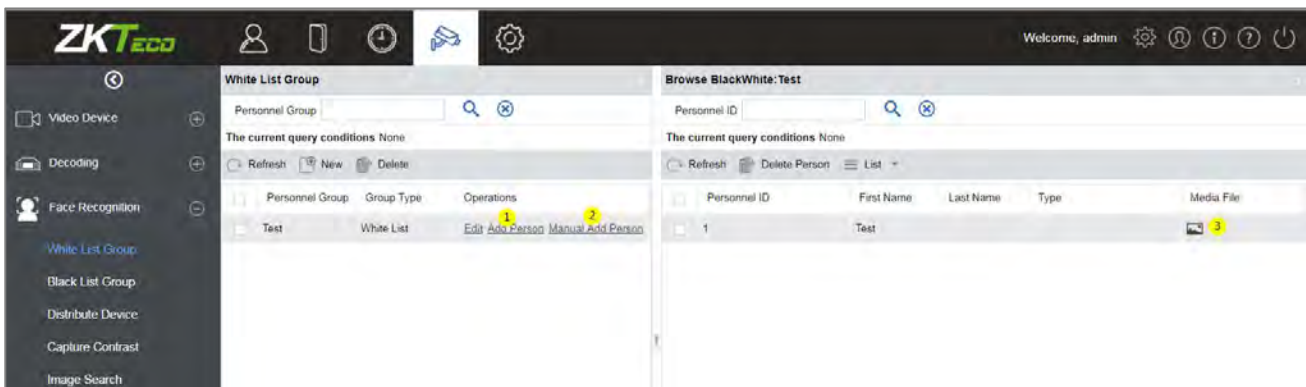 ZKTeco
Welcome, admin
White List Group
Browse BlackWhite:Test
Video Device
Personnel Group
Personnel ID
The current query conditions None
The current query conditions None
Decoding
Refresh New Delete
Refresh Delete Person List
Face Recognition
Personnel Group Group Type Operations
Personnel ID First Name Last Name Type Media File
1 2
Test White List Edit Add Person Manual Add Person
1 Test 3
White List Group
Black List Group
Distribute Device
Capture Contrast
Image Search